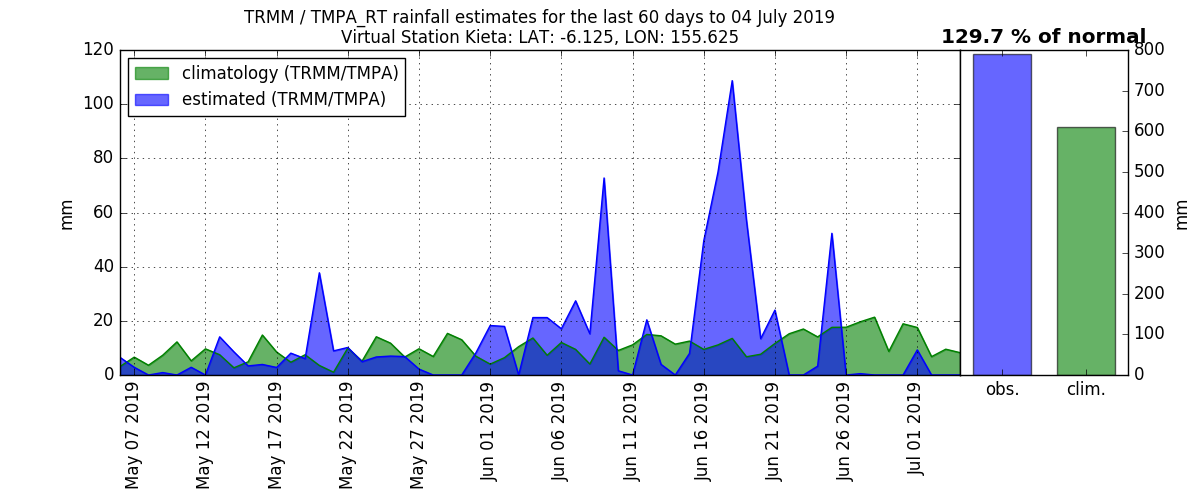 TRMM / TMPA_RT rainfall estimates for the last 60 days to 04 July 2019
Virtual Station Kieta: LAT: -6.125, LON: 155.625
129.7 % of normal
climatology (TRMM/TMPA)
estimated (TRMM/TMPA)
mm
120
100
80
60
40
20
0
May 07 2019
May 12 2019
May 17 2019
May 22 2019
May 27 2019
Jun 01 2019
Jun 06 2019
Jun 11 2019
Jun 16 2019
Jun 21 2019
Jun 26 2019
Jul 01 2019
obs.
clim.
800
700
600
500
400
300
200
100
0
mm